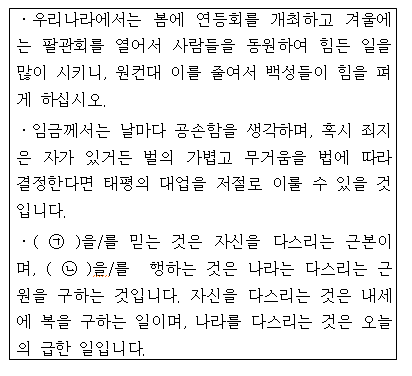 · 우리나라에서는 봄에 연등회를 개최하고 겨울에
는 팔관회를 열어서 사람들을 동원하여 힘든 일을
많이 시키니, 원컨대 이를 줄여서 백성들이 힘을 펴
게 하십시오.
· 임금께서는 날마다 공손함을 생각하며, 혹시 죄지
은 자가 있거든 벌의 가볍고 무거움을 법에 따라
결정한다면 태평의 대업을 저절로 이룰 수 있을 것
입니다.
· ( ㉠ )을/를 믿는 것은 자신을 다스리는 근본이
며, ( ㉡ )을/를 행하는 것은 나라는 다스리는 근
원을 구하는 것입니다. 자신을 다스리는 것은 내세
에 복을 구하는 일이며, 나라를 다스리는 것은 오늘
의 급한 일입니다.